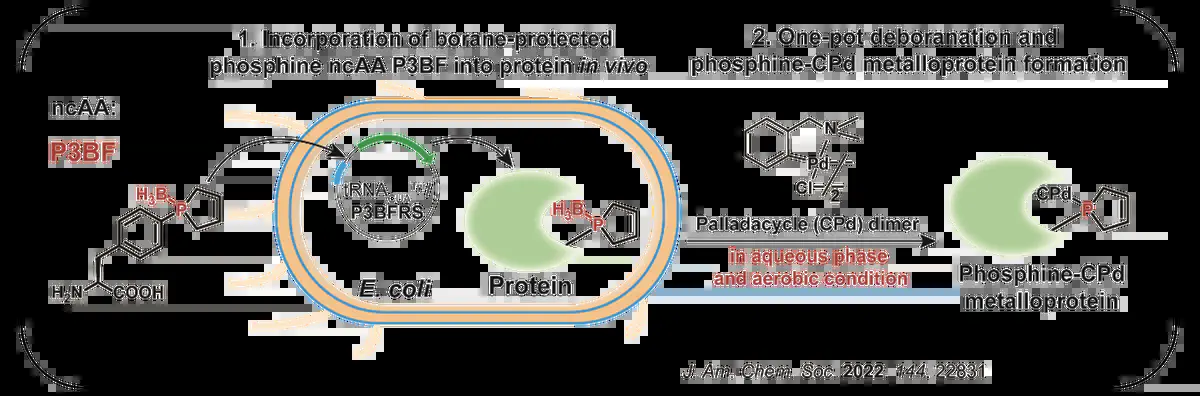 1. Incorporation of borane-protected
phosphine ncAA P3BF into protein in vivo
2. One-pot deboranation and
phosphine-CPd metalloprotein formation
ncAA:
P3BF
H3B
P
H2N
COOH
tRNACUA
P3BFRS
E. coli
H3B
P
Protein
N
Pd
Cl
2
Palladacycle (CPd) dimer
in aqueous phase
and aerobic condition
CPd
P
Phosphine-CPd
metalloprotein
J. Am. Chem. Soc. 2022, 144, 22831